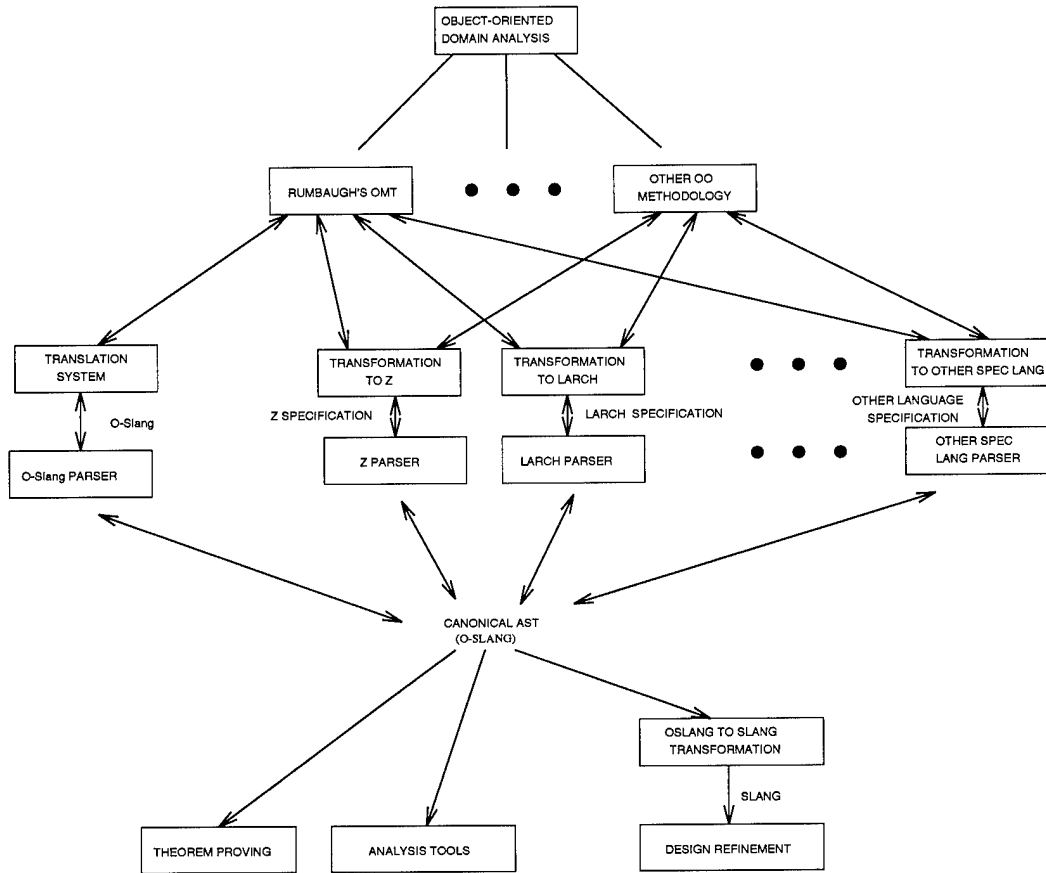 OBJECT-ORIENTED
DOMAIN ANALYSIS
RUMBAUGH'S OMT
OTHER OO
METHODOLOGY
TRANSLATION
SYSTEM
TRANSFORMATION
TO Z
TRANSFORMATION
TO LARCH
TRANSFORMATION
TO OTHER SPEC LANG
O-Slang
Z SPECIFICATION
LARCH SPECIFICATION
OTHER LANGUAGE
SPECIFICATION
O-Slang PARSER
Z PARSER
LARCH PARSER
OTHER SPEC
LANG PARSER
CANONICAL AST
(O-SLANG)
OSLANG TO SLANG
TRANSFORMATION
SLANG
THEOREM PROVING
ANALYSIS TOOLS
DESIGN REFINEMENT